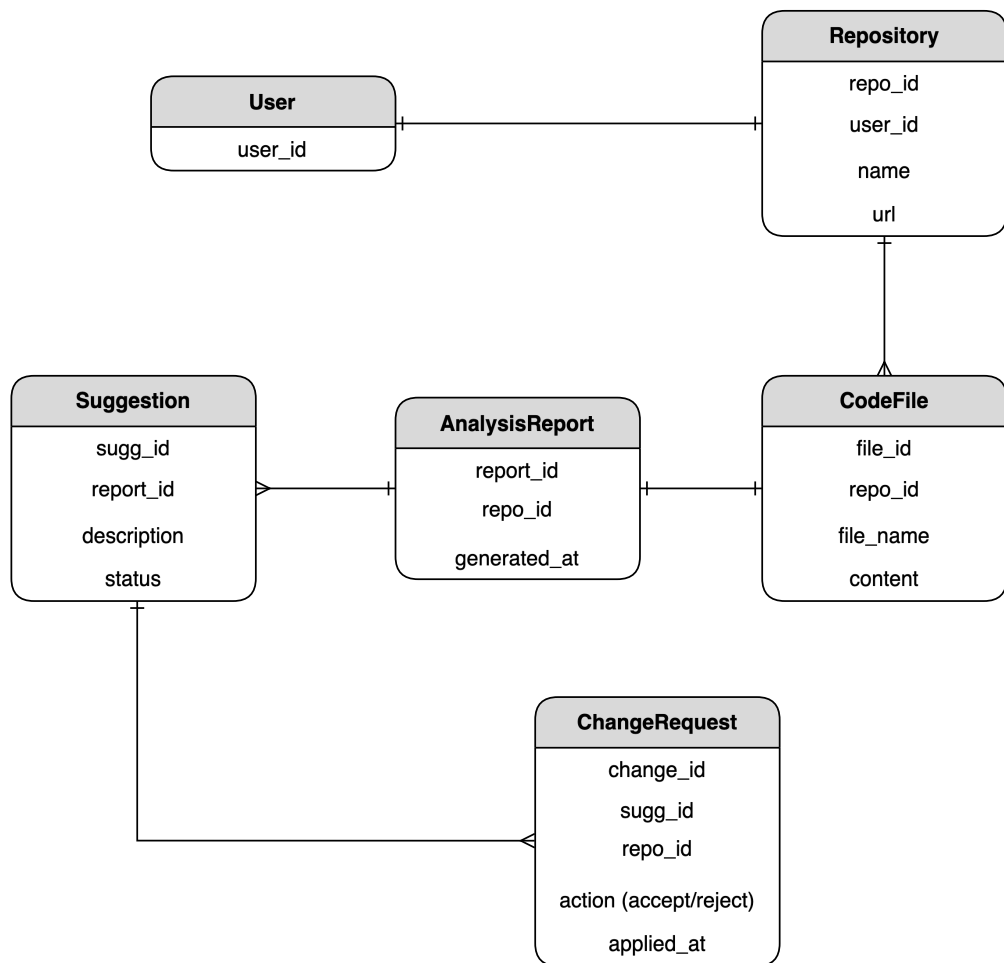 User
user_id
Repository
repo_id
user_id
name
url
Suggestion
sugg_id
report_id
description
status
AnalysisReport
report_id
repo_id
generated_at
CodeFile
file_id
repo_id
file_name
content
ChangeRequest
change_id
sugg_id
repo_id
action (accept/reject)
applied_at